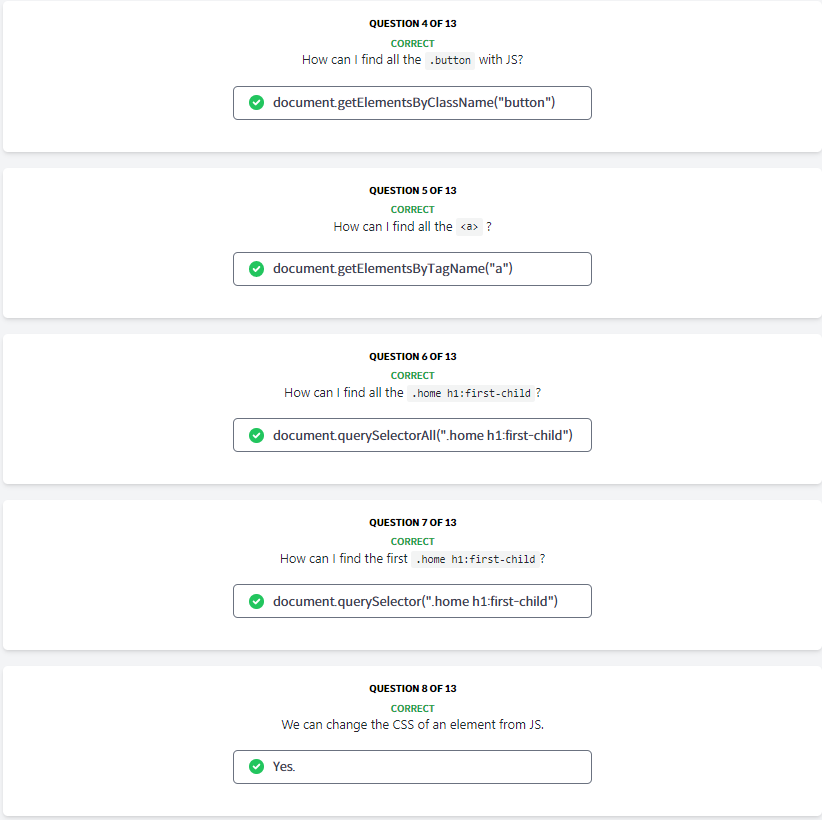 QUESTION 4 OF 13
CORRECT
How can I find all the .button with JS?
document.getElementsByClassName("button")
QUESTION 5 OF 13
CORRECT
How can I find all the <a> ?
document.getElementsByTagName("a")
QUESTION 6 OF 13
CORRECT
How can I find all the .home h1:first-child ?
document.querySelectorAll(".home h1:first-child")
QUESTION 7 OF 13
CORRECT
How can I find the first .home h1:first-child ?
document.querySelector(".home h1:first-child")
QUESTION 8 OF 13
CORRECT
We can change the CSS of an element from JS.
Yes.